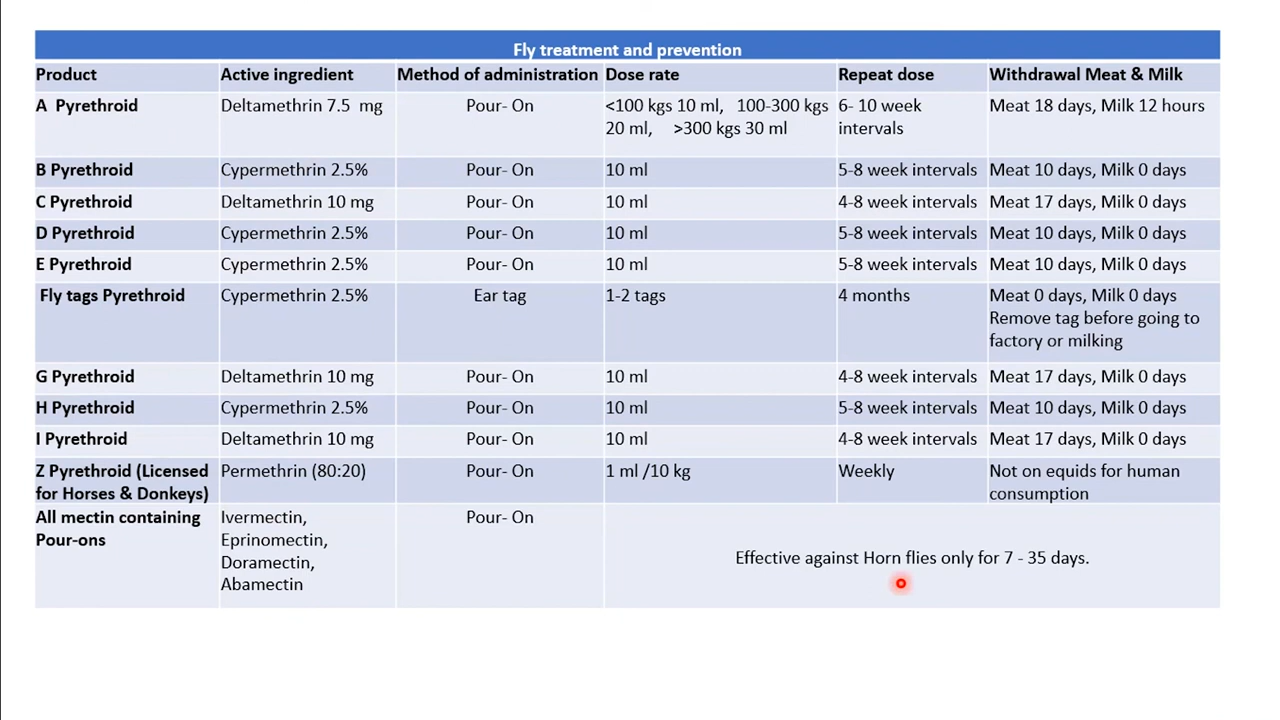 Fly treatment and prevention
Product Active ingredient Method of administration Dose rate Repeat dose Withdrawal Meat & Milk
A Pyrethroid Deltamethrin 7.5 mg Pour- On <100 kgs 10 ml, 100-300 kgs 6- 10 week Meat 18 days, Milk 12 hours
20 ml, >300 kgs 30 ml intervals
B Pyrethroid Cypermethrin 2.5% Pour- On 10 ml 5-8 week intervals Meat 10 days, Milk 0 days
C Pyrethroid Deltamethrin 10 mg Pour- On 10 ml 4-8 week intervals Meat 17 days, Milk 0 days
D Pyrethroid Cypermethrin 2.5% Pour- On 10 ml 5-8 week intervals Meat 10 days, Milk 0 days
E Pyrethroid Cypermethrin 2.5% Pour- On 10 ml 5-8 week intervals Meat 10 days, Milk 0 days
Fly tags Pyrethroid Cypermethrin 2.5% Ear tag 1-2 tags 4 months Meat 0 days, Milk 0 days
Remove tag before going to
factory or milking
G Pyrethroid Deltamethrin 10 mg Pour- On 10 ml 4-8 week intervals Meat 17 days, Milk 0 days
H Pyrethroid Cypermethrin 2.5% Pour- On 10 ml 5-8 week intervals Meat 10 days, Milk 0 days
I Pyrethroid Deltamethrin 10 mg Pour- On 10 ml 4-8 week intervals Meat 17 days, Milk 0 days
Z Pyrethroid (Licensed Permethrin (80:20) Pour- On 1 ml /10 kg Weekly Not on equids for human
for Horses & Donkeys) consumption
All mectin containing Ivermectin, Pour- On
Pour-ons Eprinomectin,
Doramectin, Effective against Horn flies only for 7 - 35 days.
Abamectin